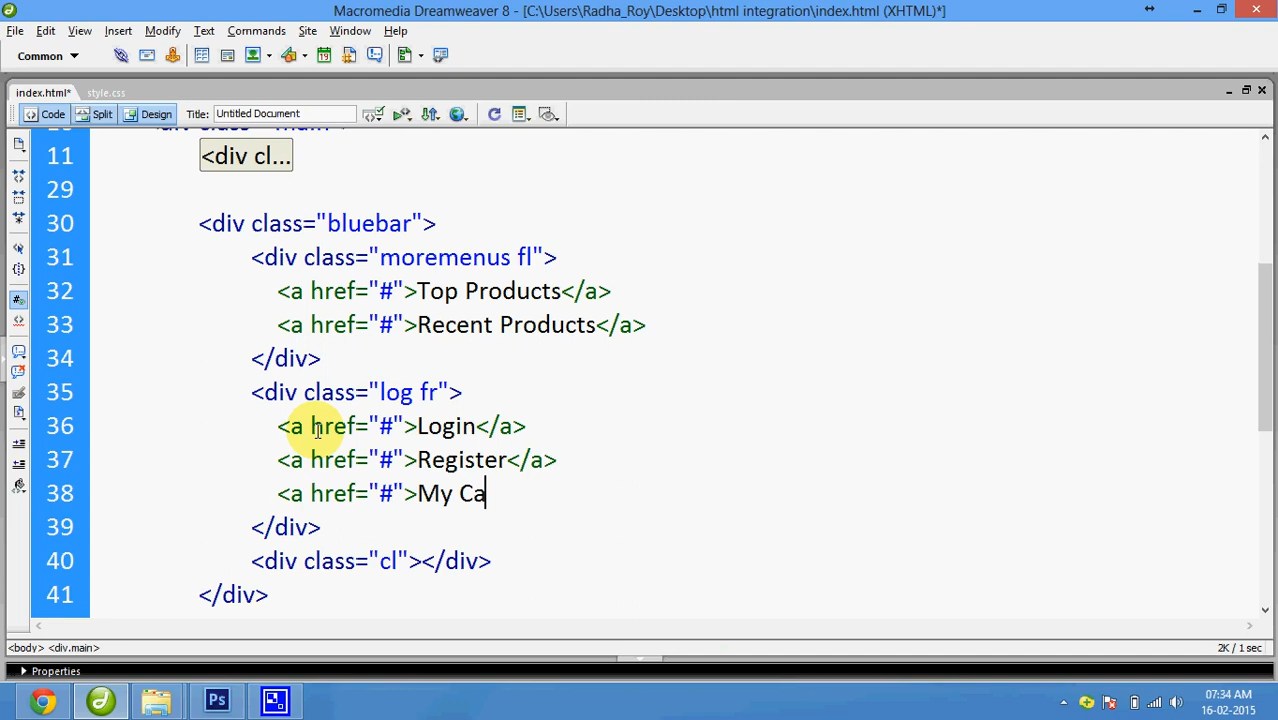 Macromedia Dreamweaver 8 - [C:\Users\Radha_Roy\Desktop\html integration\index.html (XHTML)*]
File Edit View Insert Modify Text Commands Site Window Help
Common
index.html* style.css
Code Split Design Title: Untitled Document
11 <div cl...
29
30 <div class="bluebar">
31 <div class="moremenus fl">
32 <a href="#">Top Products</a>
33 <a href="#">Recent Products</a>
34 </div>
35 <div class="log fr">
36 <a href="#">Login</a>
37 <a href="#">Register</a>
38 <a href="#">My Ca
39 </div>
40 <div class="cl"></div>
41 </div>
<body> <div.main> 2K / 1 sec
Properties
Ps
07:34 AM
16-02-2015